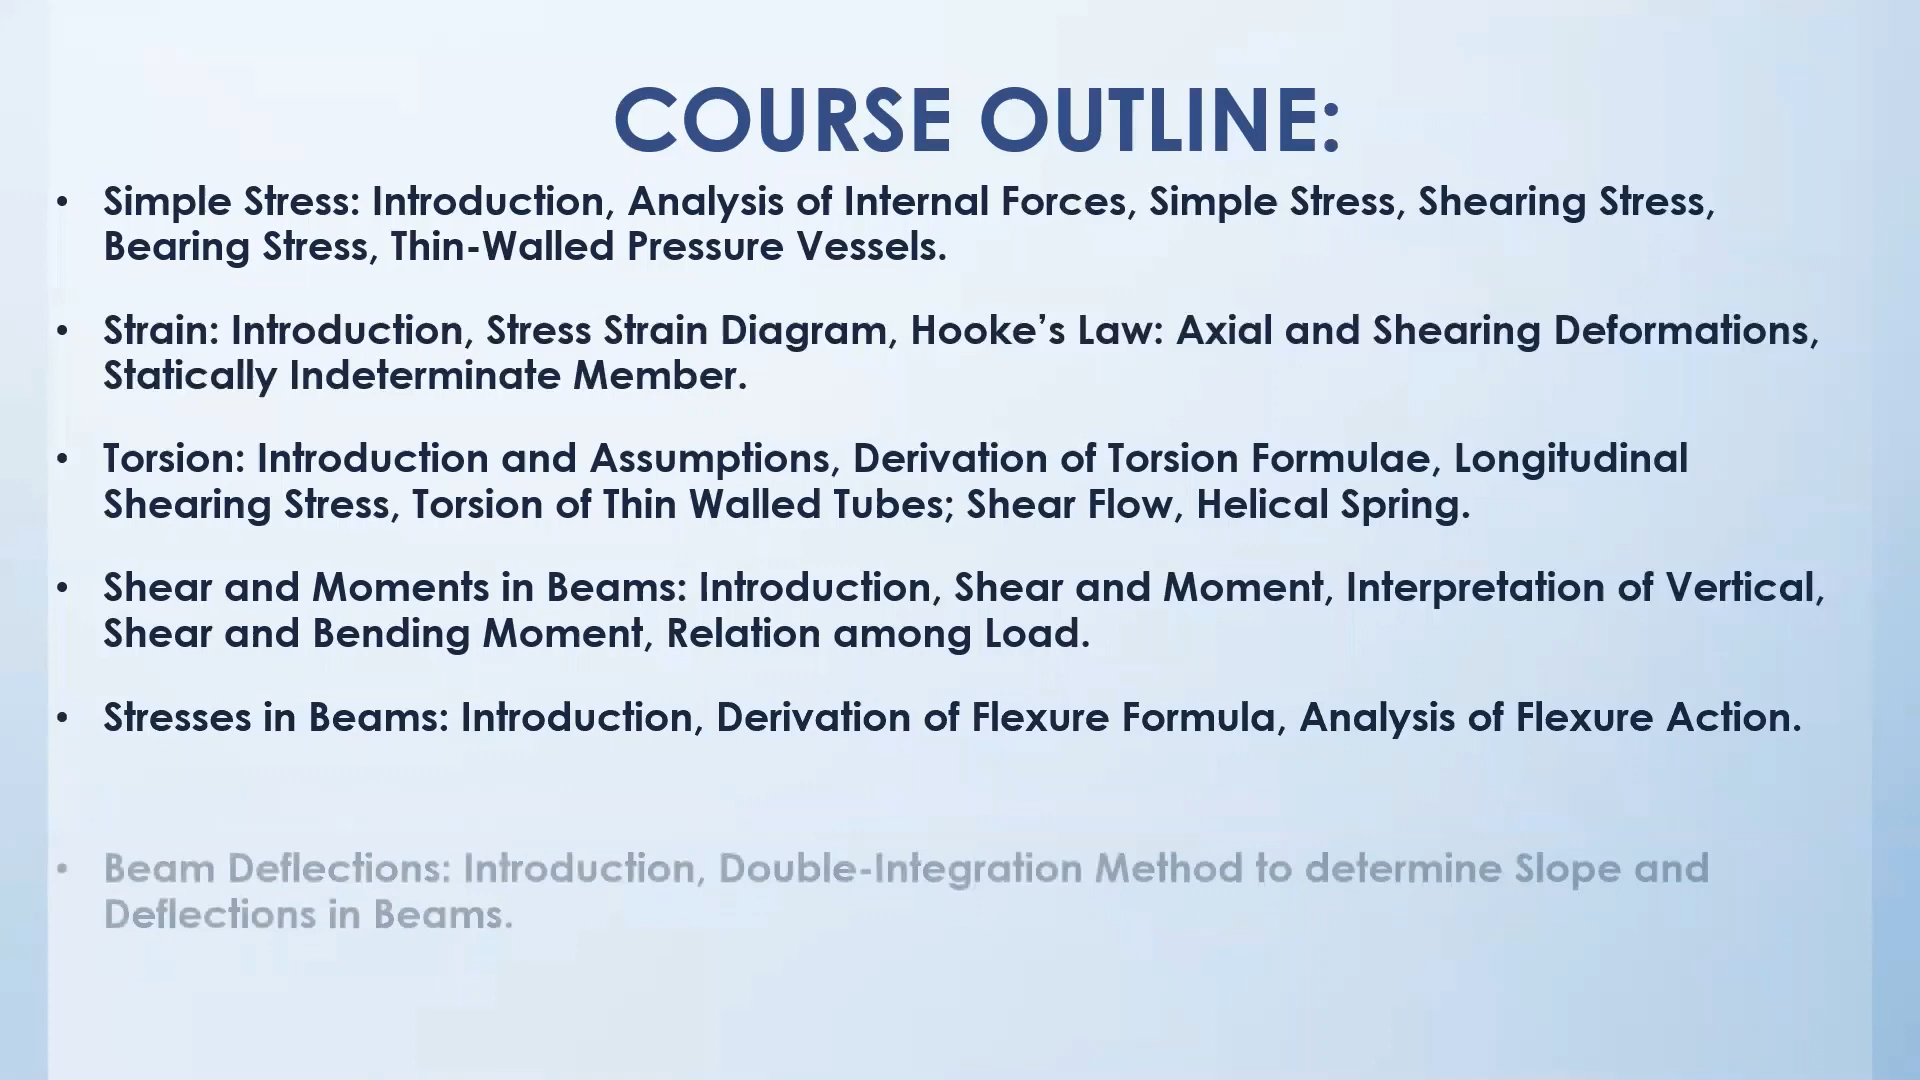 COURSE OUTLINE:
• Simple Stress: Introduction, Analysis of Internal Forces, Simple Stress, Shearing Stress,
Bearing Stress, Thin-Walled Pressure Vessels.
• Strain: Introduction, Stress Strain Diagram, Hooke’s Law: Axial and Shearing Deformations,
Statically Indeterminate Member.
• Torsion: Introduction and Assumptions, Derivation of Torsion Formulae, Longitudinal
Shearing Stress, Torsion of Thin Walled Tubes; Shear Flow, Helical Spring.
• Shear and Moments in Beams: Introduction, Shear and Moment, Interpretation of Vertical,
Shear and Bending Moment, Relation among Load.
• Stresses in Beams: Introduction, Derivation of Flexure Formula, Analysis of Flexure Action.
• Beam Deflections: Introduction, Double-Integration Method to determine Slope and
Deflections in Beams.